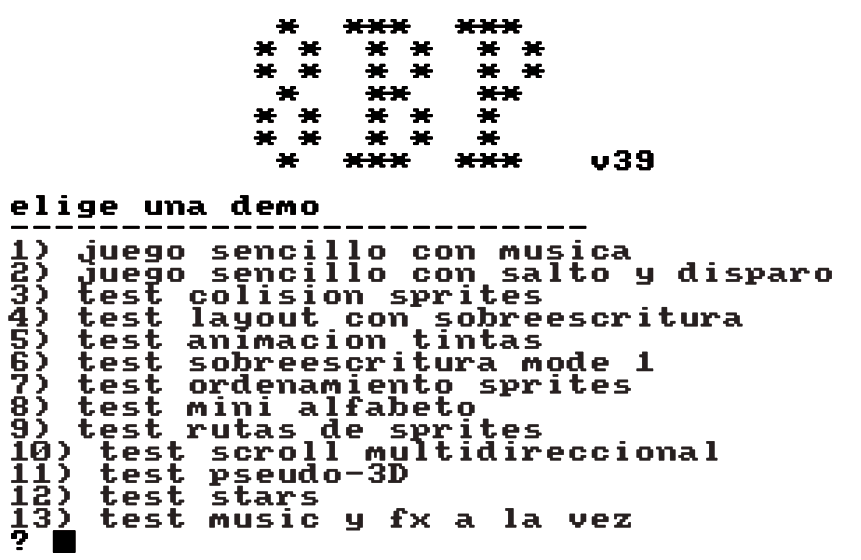 8BP v39
elige una demo
--------------------------
1) juego sencillo con musica
2) juego sencillo con salto y disparo
3) test colision sprites
4) test layout con sobreescritura
5) test animacion tintas
6) test sobreescritura mode 1
7) test ordenamiento sprites
8) test mini alfabeto
9) test rutas de sprites
10) test scroll multidireccional
11) test pseudo-3D
12) test stars
13) test music y fx a la vez
?